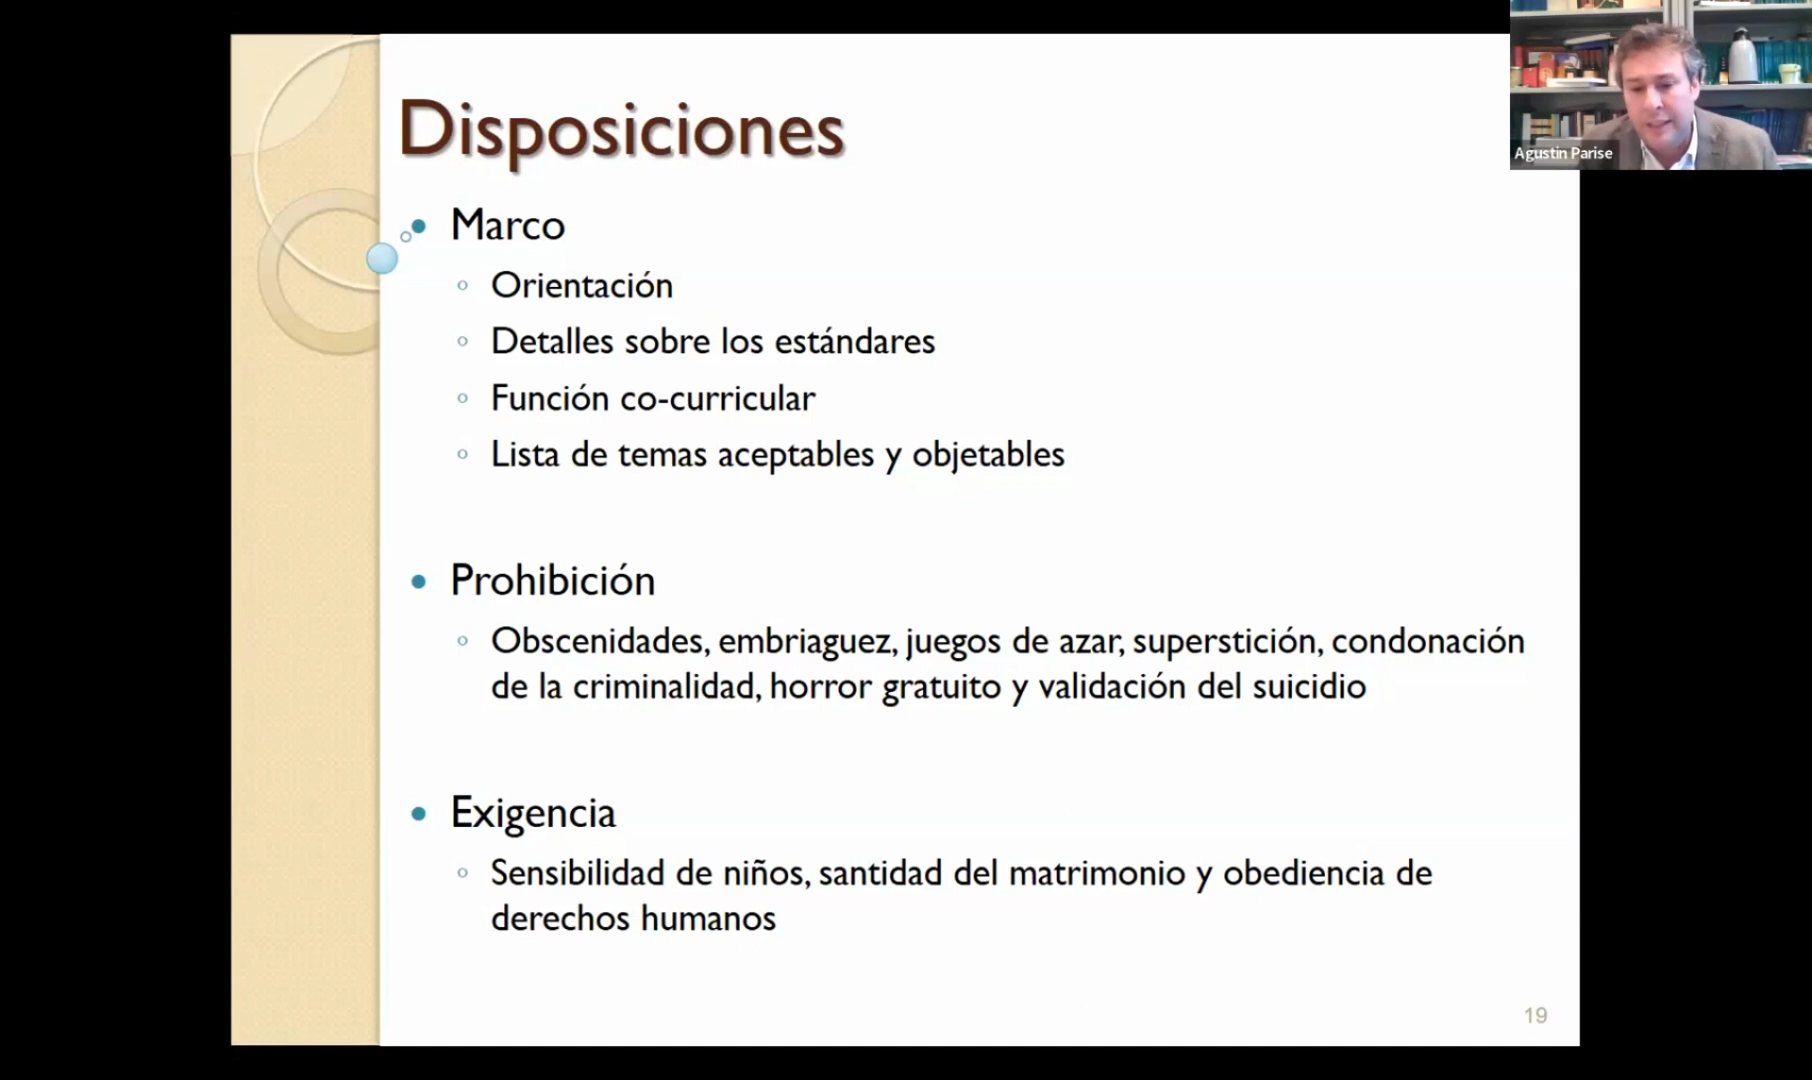 Disposiciones
Agustin Parise
Marco
Orientación
Detalles sobre los estándares
Función co-curricular
Lista de temas aceptables y objetables
Prohibición
Obscenidades, embriaguez, juegos de azar, superstición, condonación
de la criminalidad, horror gratuito y validación del suicidio
Exigencia
Sensibilidad de niños, santidad del matrimonio y obediencia de
derechos humanos
19